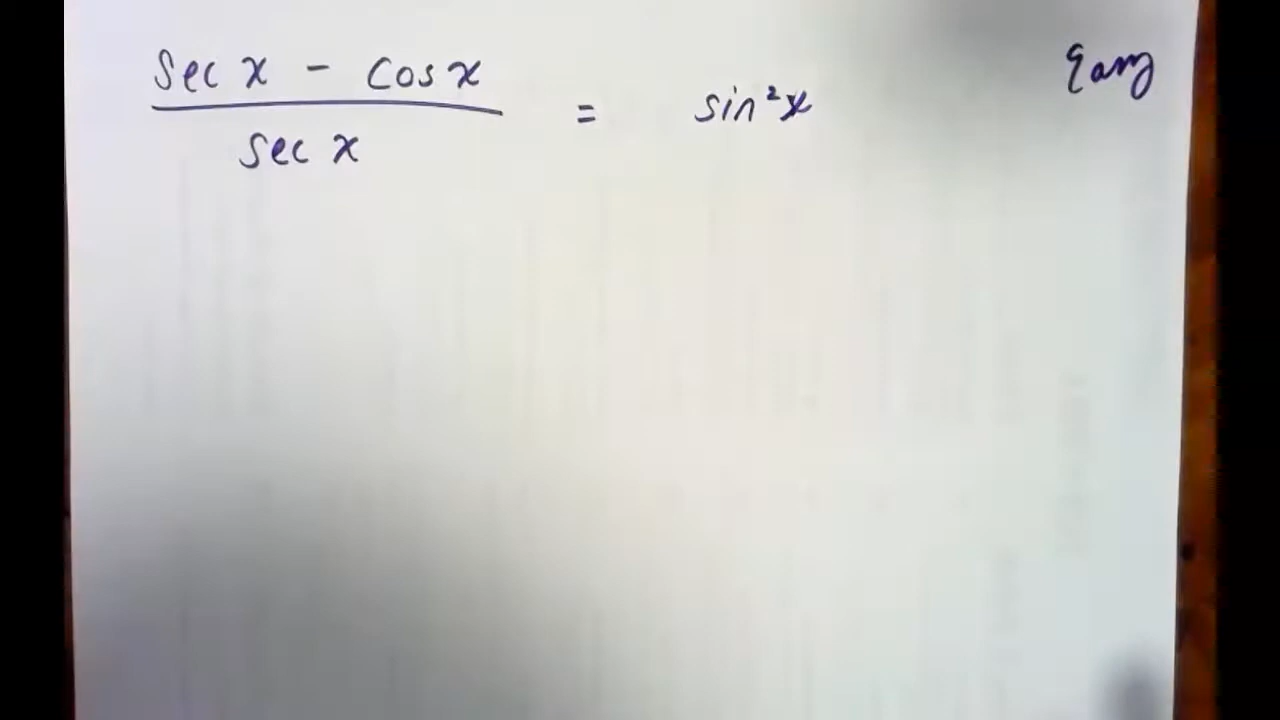 sec x - cos x = sin²x
sec x
Easy